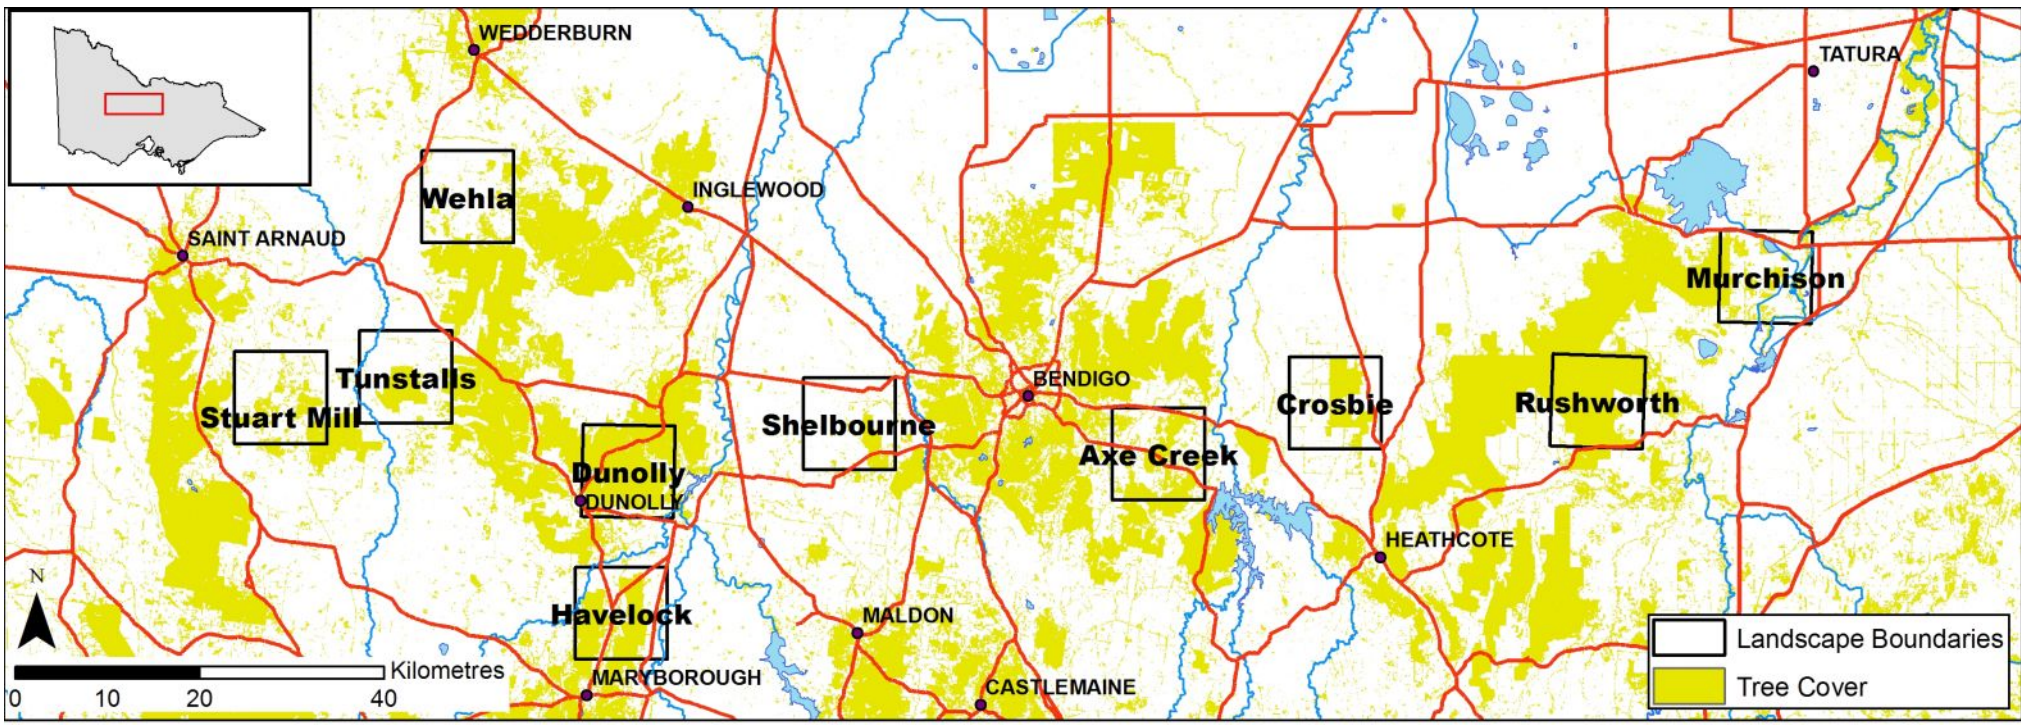 WEDDERBURN
TATURA
Wehla
INGLEWOOD
SAINT ARNAUD
Murchison
Tunstalls
BENDIGO
Stuart Mill
Shelbourne
Crosbie
Rushworth
Axe Creek
Dunolly
DUNOLLY
HEATHCOTE
N
Havelock
MALDON
Landscape Boundaries
Kilometres
MARYBOROUGH
CASTLEMAINE
Tree Cover
0 10 20 40